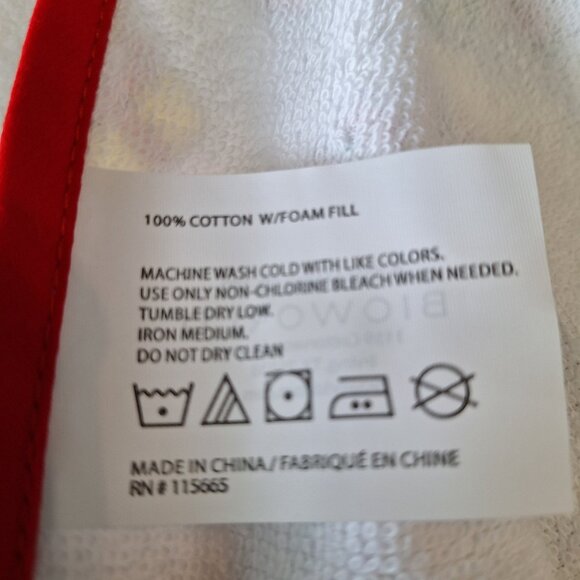 100% COTTON W/FOAM FILL
MACHINE WASH COLD WITH LIKE COLORS.
USE ONLY NON-CHLORINE BLEACH WHEN NEEDED.
TUMBLE DRY LOW.
IRON MEDIUM.
DO NOT DRY CLEAN
MADE IN CHINA / FABRIQUÉ EN CHINE
RN # 115665